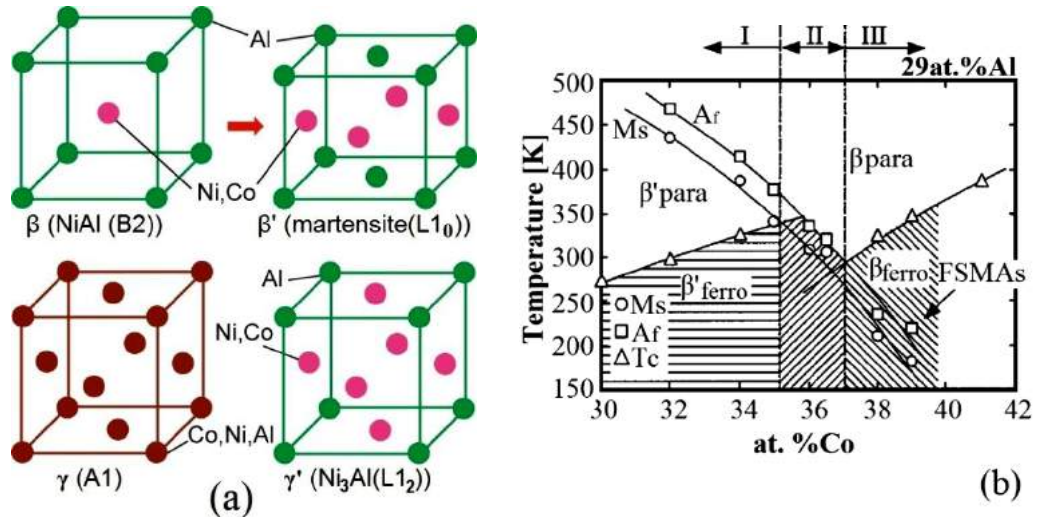 Al
Ni,Co
β (NiAl (B2))
β' (martensite(L1₀))
Al
Ni,Co
Co,Ni,Al
γ (A1)
γ' (Ni₃Al(L1₂))
(a)
I II III
29at.%Al
500
450
400
350
300
250
200
150
Temperature [K]
Ms
Af
βpara
β'para
β'ferro
βferro
FSMAs
Ms
Af
Tc
30 32 34 36 38 40 42
at. %Co
(b)